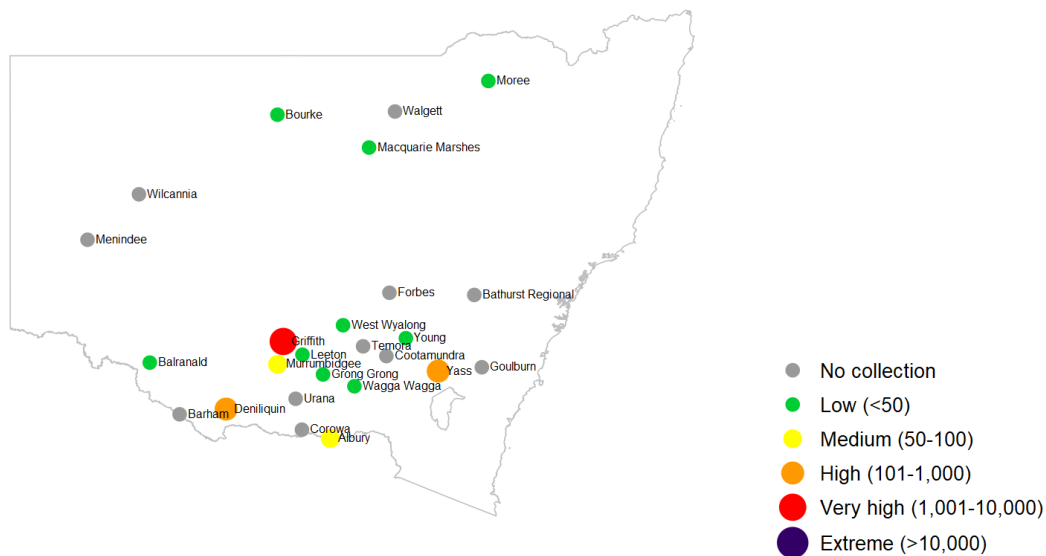 Moree
Walgett
Bourke
Macquarie Marshes
Wilcannia
Menindee
Forbes
Bathurst Regional
West Wyalong
Young
Griffith
Temora
Leeton
Cootamundra
Balranald
Murrumbidgee
Goulburn
Yass
Grong Grong
Wagga Wagga
Urana
Deniliquin
Barham
Corowa
Albury
No collection
Low (<50)
Medium (50-100)
High (101-1,000)
Very high (1,001-10,000)
Extreme (>10,000)